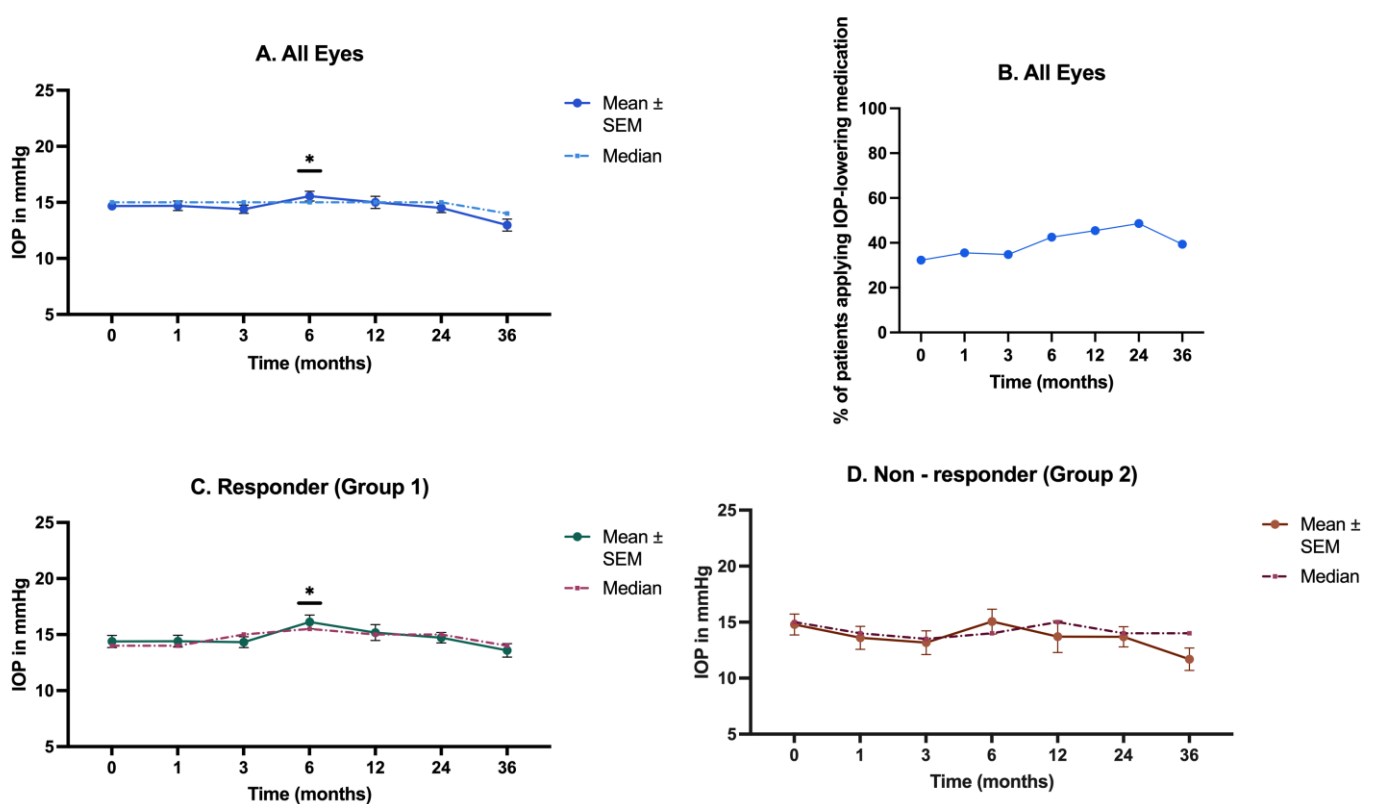 A. All Eyes
IOP in mmHg
25
20
15
10
5
*
0 1 3 6 12 24 36
Time (months)
Mean ±
SEM
Median
B. All Eyes
% of patients applying IOP-lowering medication
100
80
60
40
20
0
0 1 3 6 12 24 36
Time (months)
C. Responder (Group 1)
IOP in mmHg
25
20
15
10
5
*
0 1 3 6 12 24 36
Time (months)
Mean ±
SEM
Median
D. Non - responder (Group 2)
IOP in mmHg
25
20
15
10
5
0 1 3 6 12 24 36
Time (months)
Mean ±
SEM
Median